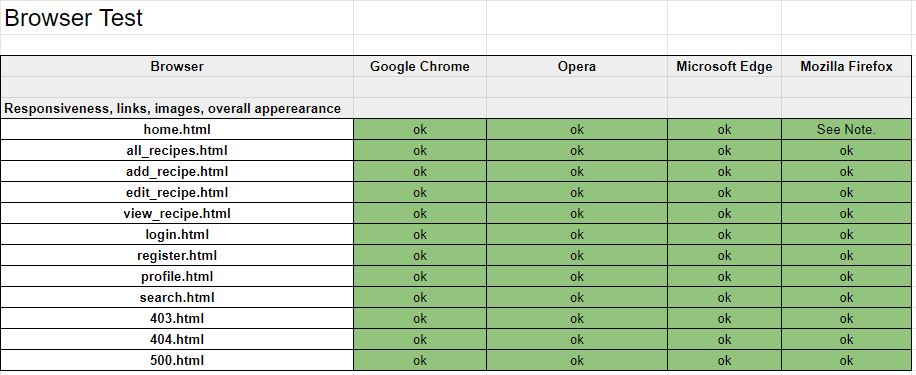 Browser Test
Browser Google Chrome Opera Microsoft Edge Mozilla Firefox
Responsiveness, links, images, overall apperearance
home.html ok ok ok See Note.
all_recipes.html ok ok ok ok
add_recipe.html ok ok ok ok
edit_recipe.html ok ok ok ok
view_recipe.html ok ok ok ok
login.html ok ok ok ok
register.html ok ok ok ok
profile.html ok ok ok ok
search.html ok ok ok ok
403.html ok ok ok ok
404.html ok ok ok ok
500.html ok ok ok ok